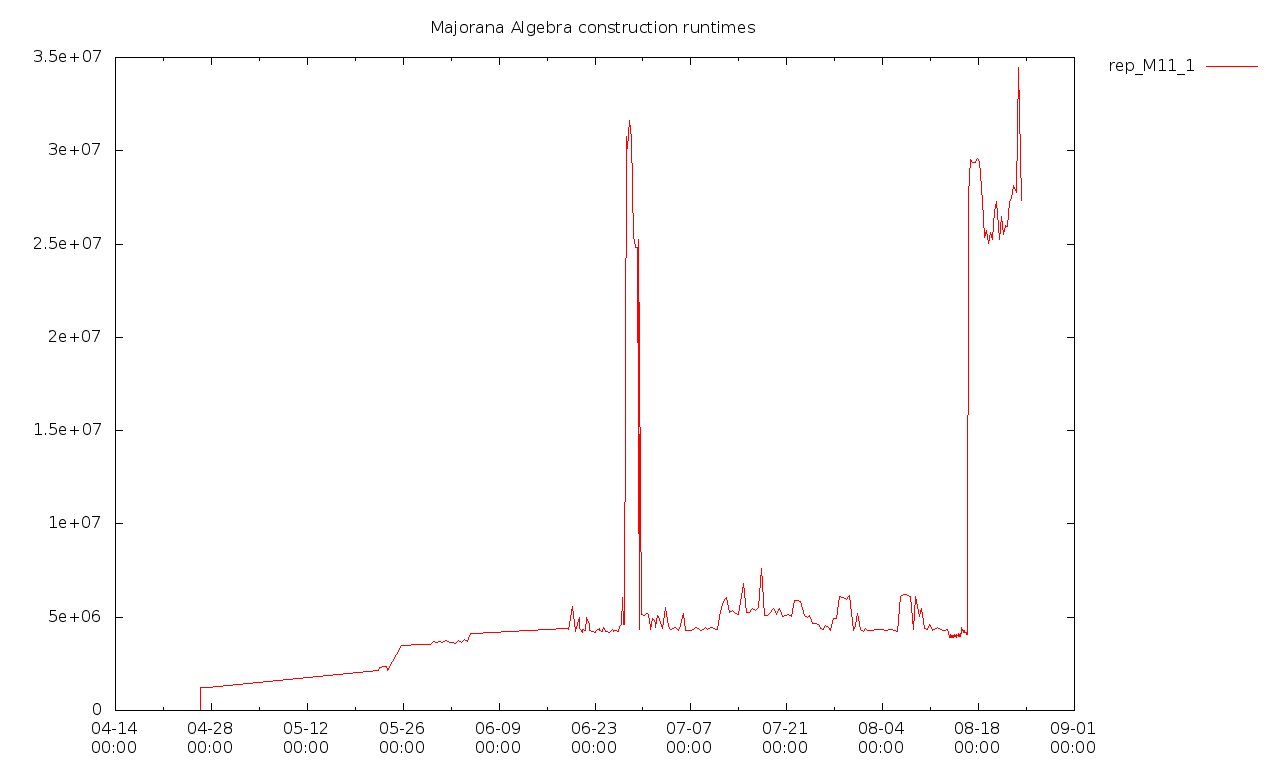 Majorana Algebra construction runtimes
rep_M11_1
3.5e+07
3e+07
2.5e+07
2e+07
1.5e+07
1e+07
5e+06
0
04-14 04-28 05-12 05-26 06-09 06-23 07-07 07-21 08-04 08-18 09-01
00:00 00:00 00:00 00:00 00:00 00:00 00:00 00:00 00:00 00:00 00:00